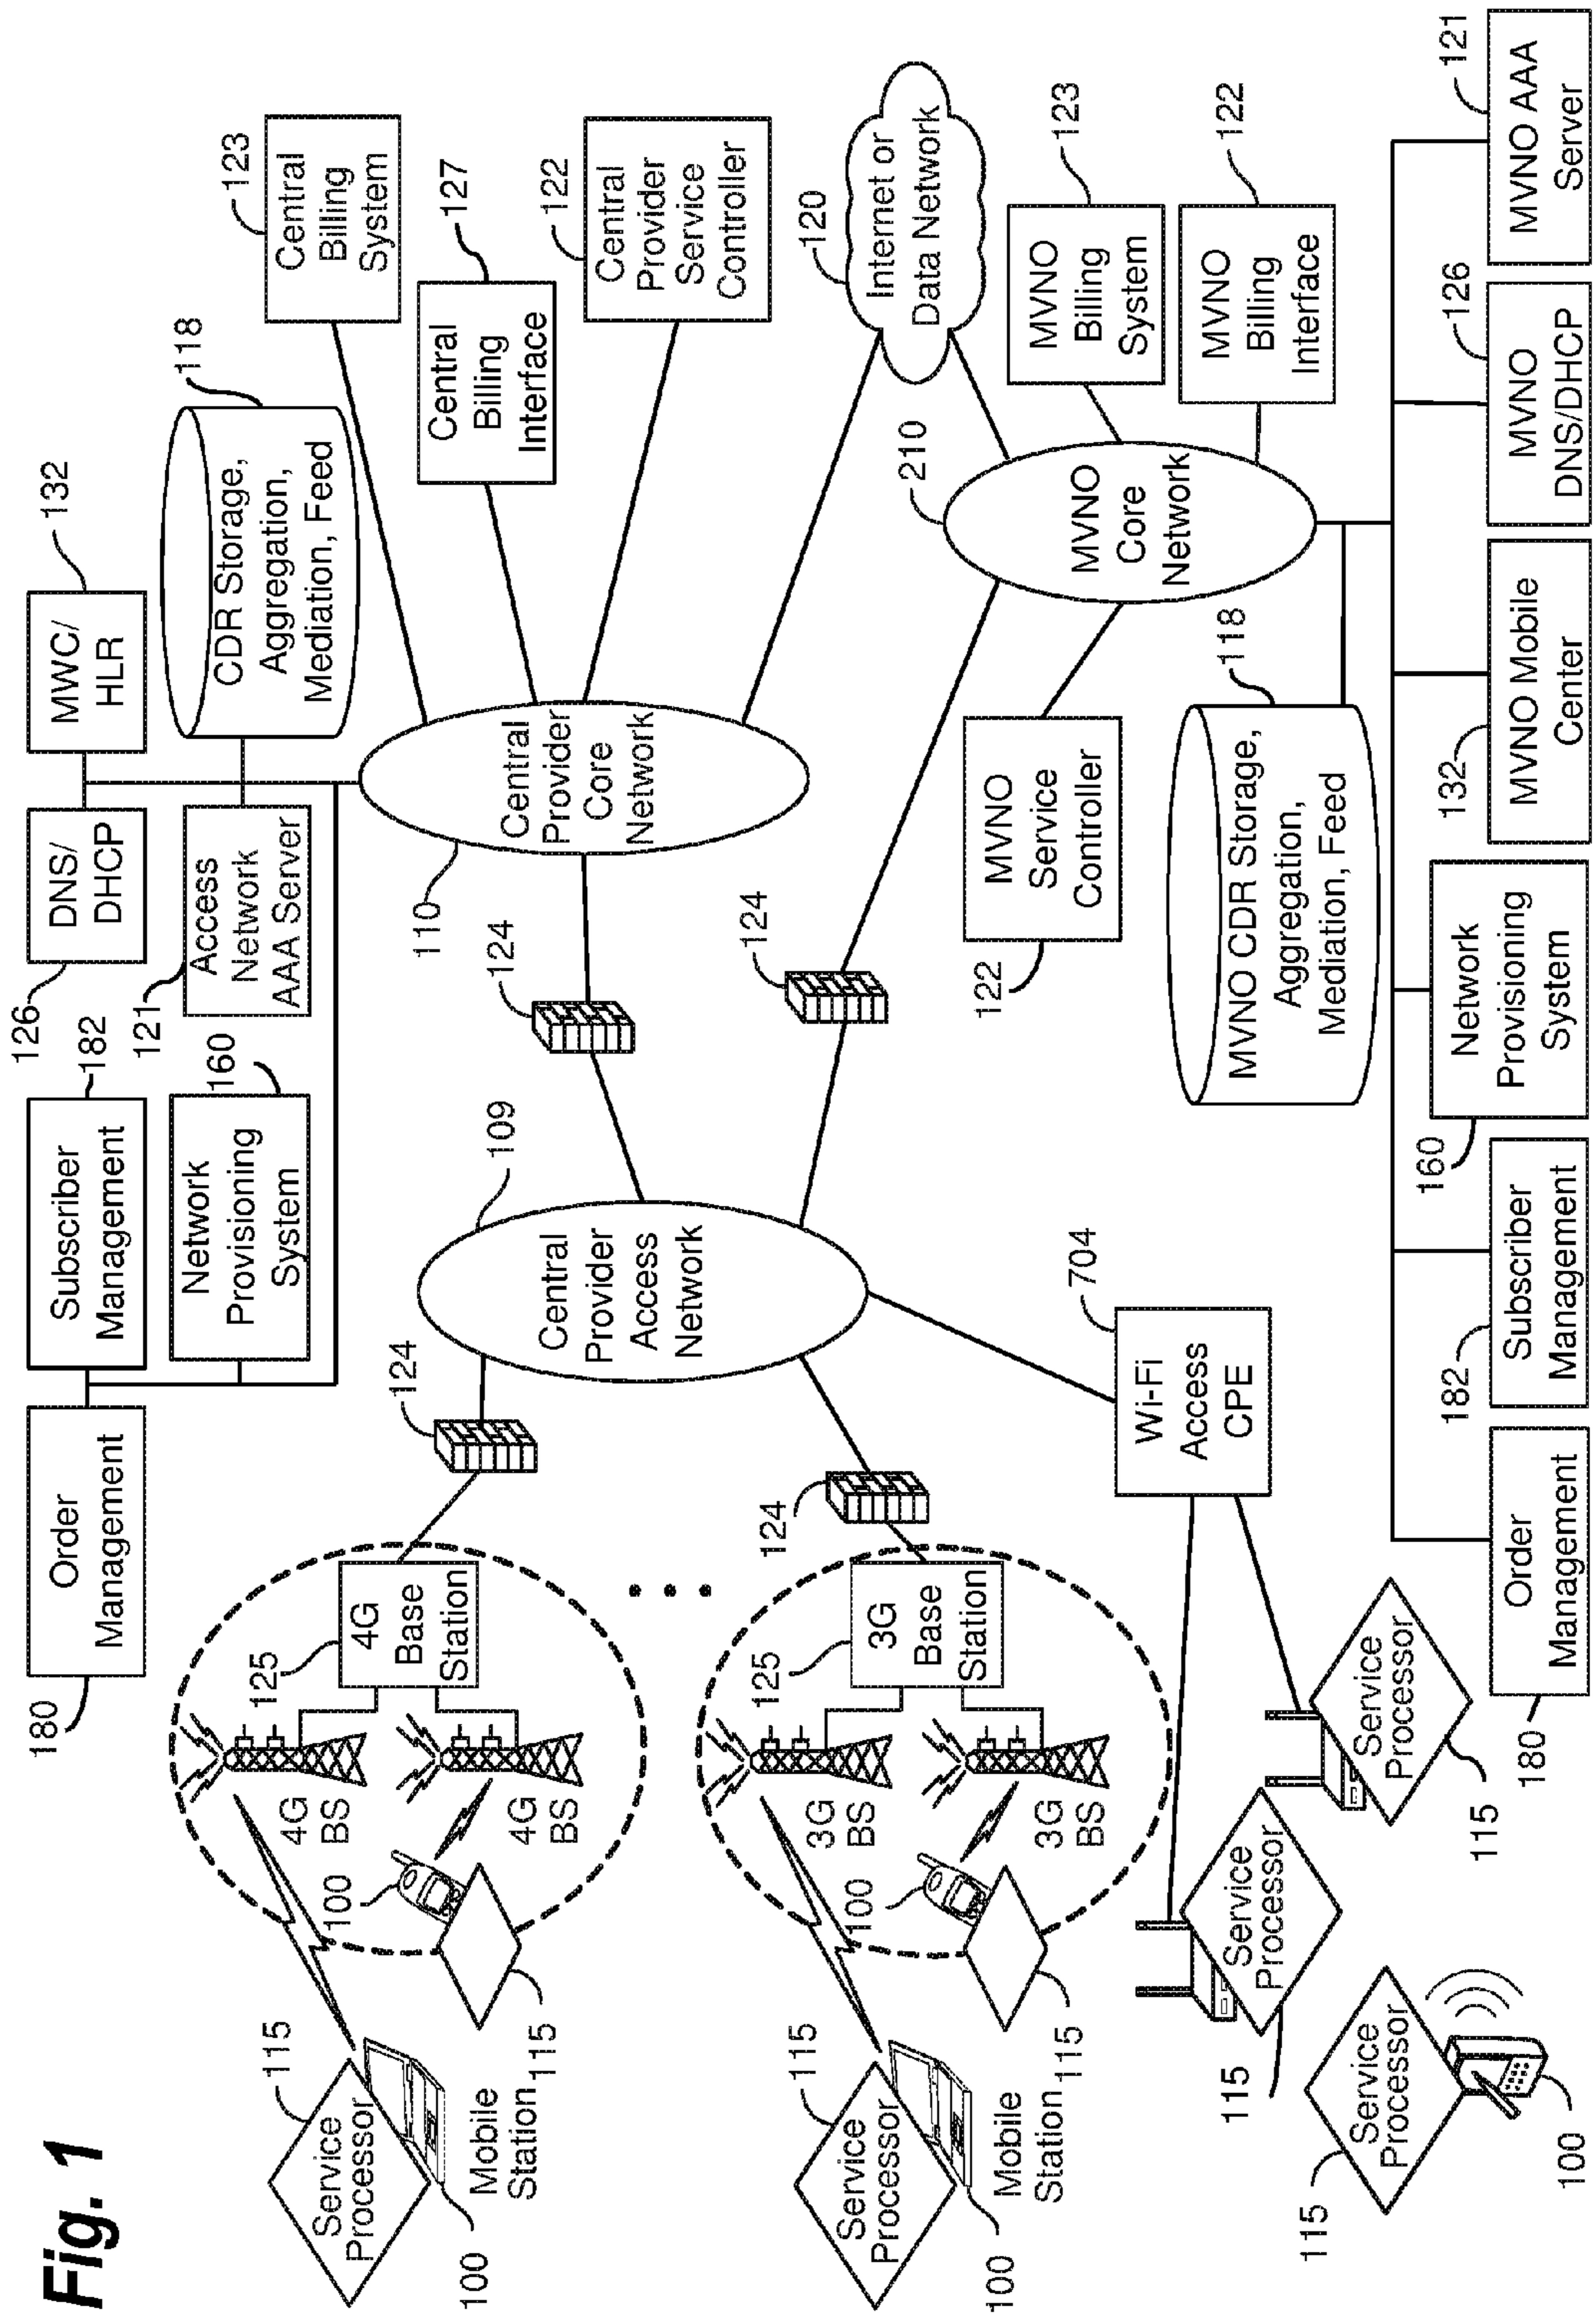 Fig. 1
180
Order
Management
Subscriber
Management
182
126
DNS/
DHCP
MWC/
HLR
132
Network
Provisioning
System
160
121
Access
Network
AAA Server
CDR Storage,
Aggregation,
Mediation, Feed
118
Central
Billing
System
123
Central
Billing
Interface
127
Central
Provider
Service
Controller
122
Service
Processor
115
100
Mobile
Station
115
100
4G
BS
4G
BS
125
4G
Base
Station
124
Central
Provider
Access
Network
109
124
110
Central
Provider
Core
Network
120
Internet or
Data Network
Service
Processor
115
100
Mobile
Station
115
100
3G
BS
3G
BS
125
3G
Base
Station
124
124
210
MVNO
Core
Network
MVNO
Billing
System
123
MVNO
Billing
Interface
122
122
MVNO
Service
Controller
Wi-Fi
Access
CPE
704
MVNO CDR Storage,
Aggregation,
Mediation, Feed
118
115
Service
Processor
100
115
Service
Processor
Service
Processor
115
180
Order
Management
182
Subscriber
Management
160
Network
Provisioning
System
132
MVNO Mobile
Center
MVNO
DNS/DHCP
126
MVNO AAA
Server
121